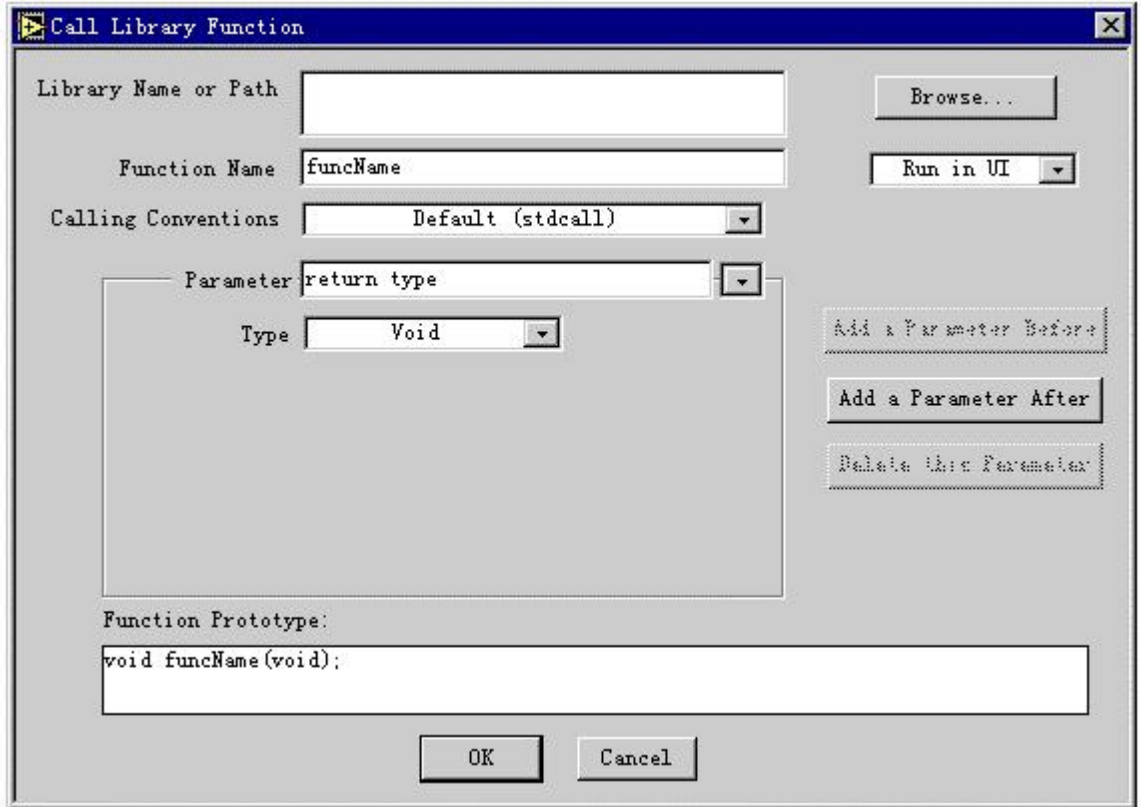 Call Library Function
Library Name or Path
Browse...
Function Name funcName Run in UI
Calling Conventions Default (stdcall)
Parameter return type
Type Void
Add a Parameter Before
Add a Parameter After
Delete this Parameter
Function Prototype:
void funcName(void);
OK Cancel